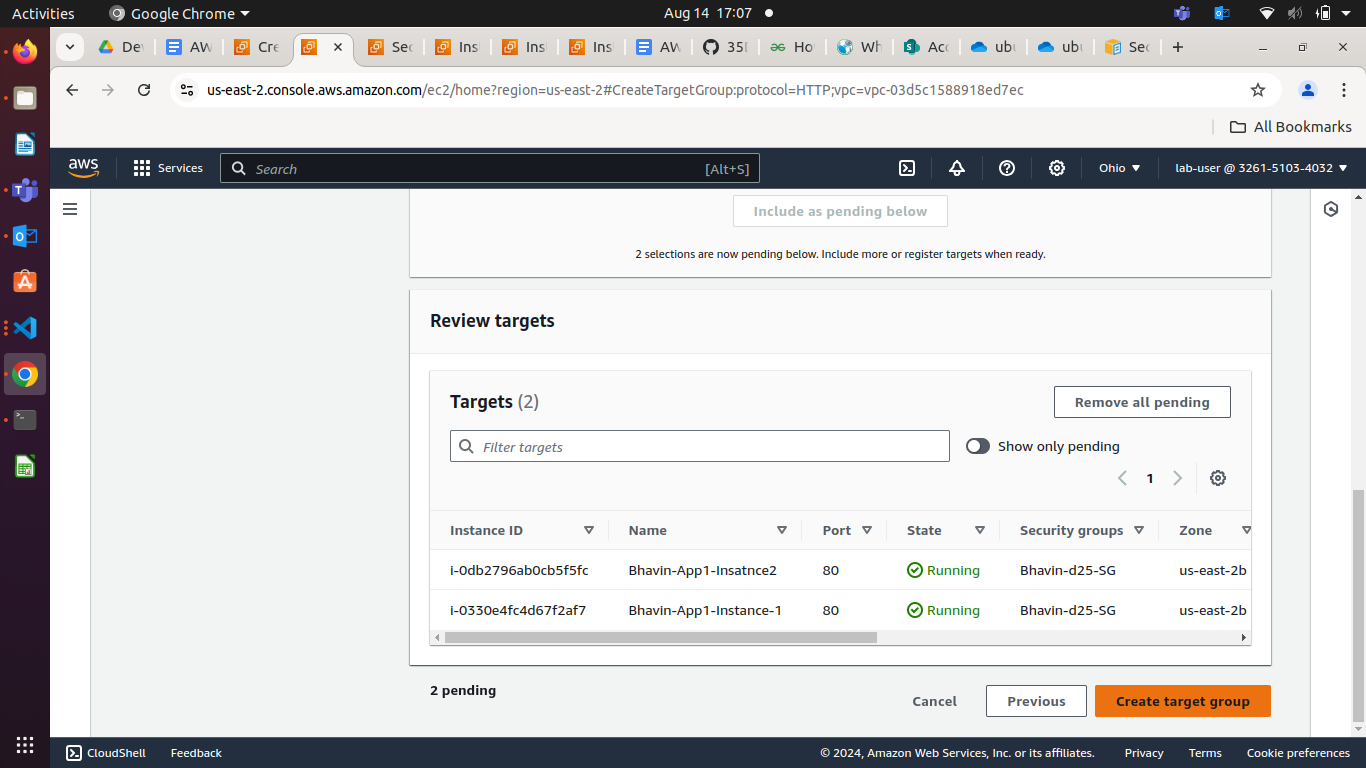 Activities Google Chrome Aug 14 17:07
Dev AW Cre Sec Ins Ins Ins AW 35l Ho Wh Acc ubu ubu Sec
us-east-2.console.aws.amazon.com/ec2/home?region=us-east-2#CreateTargetGroup:protocol=HTTP;vpc=vpc-03d5c1588918ed7ec
All Bookmarks
aws Services Search [Alt+S] Ohio lab-user @ 3261-5103-4032
Include as pending below
2 selections are now pending below. Include more or register targets when ready.
Review targets
Targets (2) Remove all pending
Filter targets Show only pending
1
Instance ID Name Port State Security groups Zone
i-0db2796ab0cb5f5fc Bhavin-App1-Insatnce2 80 Running Bhavin-d25-SG us-east-2b
i-0330e4fc4d67f2af7 Bhavin-App1-Instance-1 80 Running Bhavin-d25-SG us-east-2b
2 pending
Cancel Previous Create target group
CloudShell Feedback © 2024, Amazon Web Services, Inc. or its affiliates. Privacy Terms Cookie preferences